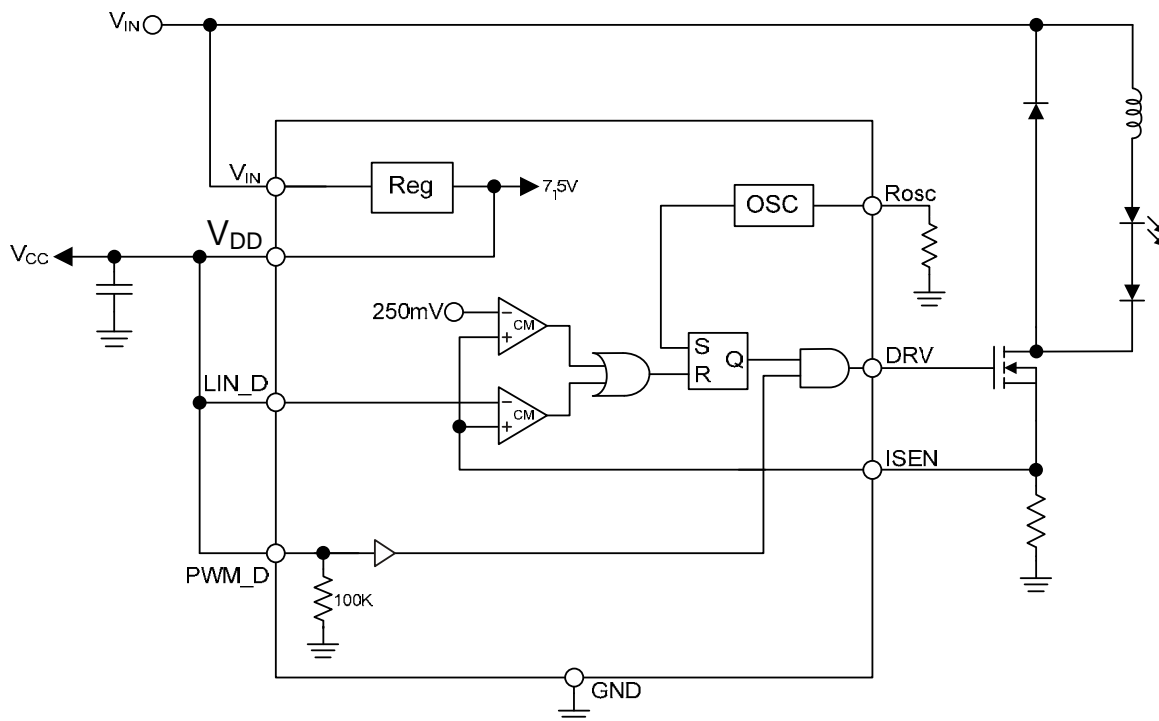 VIN
VIN
Reg
7.5V
OSC
Rosc
VDD
VCC
250mV
−
CM
+
S
Q
R
DRV
LIN_D
−
CM
+
ISEN
PWM_D
100K
GND